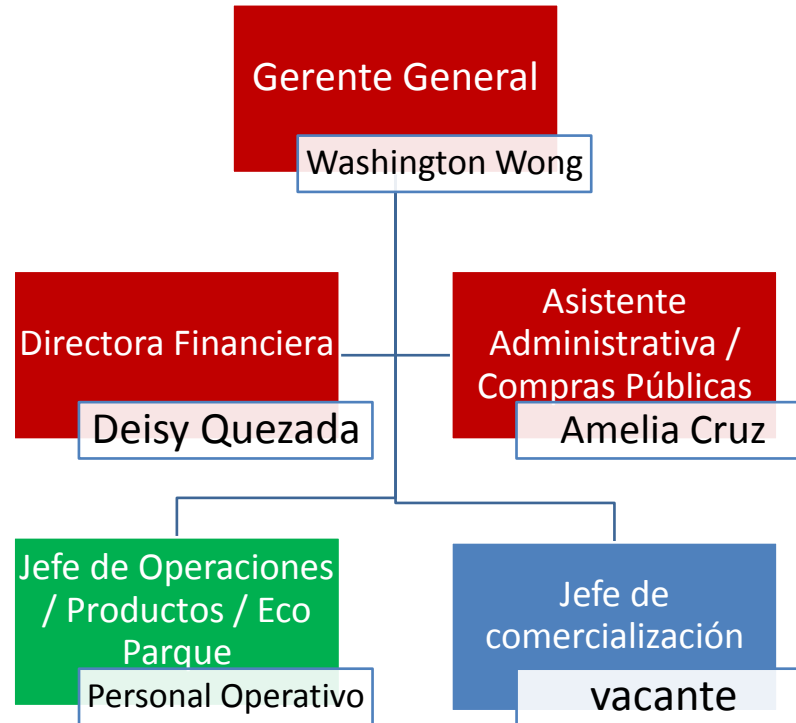 Gerente General
Washington Wong
Directora Financiera
Deisy Quezada
Asistente
Administrativa /
Compras Públicas
Amelia Cruz
Jefe de Operaciones
/ Productos / Eco
Parque
Personal Operativo
Jefe de
comercialización
vacante